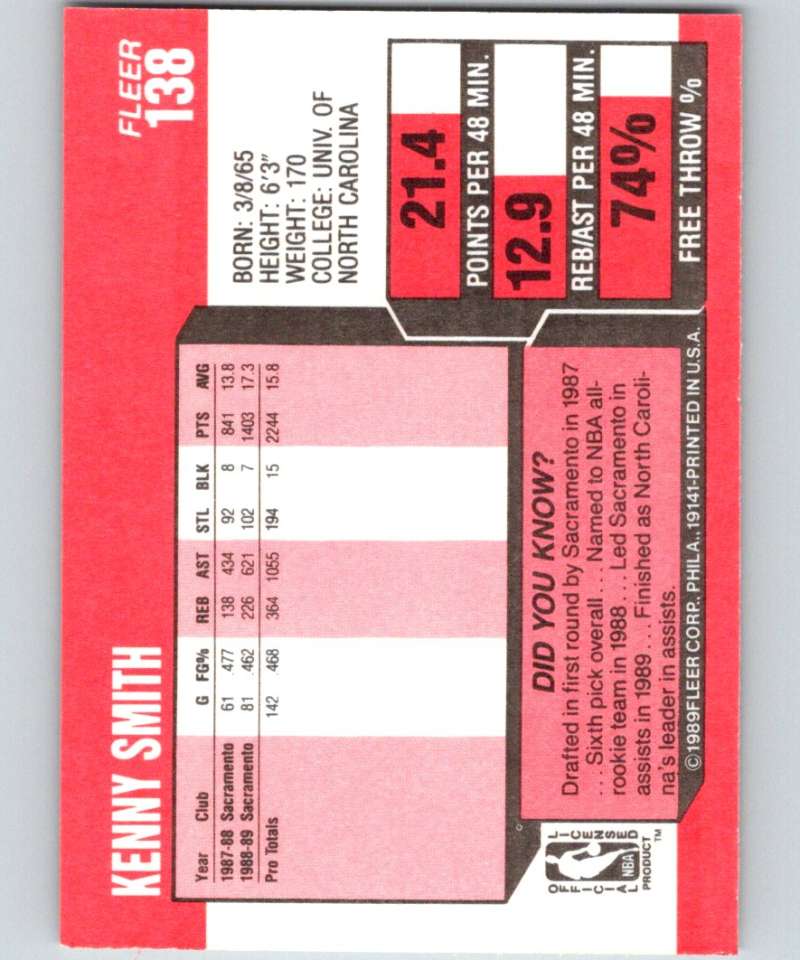 KENNY SMITH
FLEER
138
Year Club G FG% REB AST STL BLK PTS AVG
1987-88 Sacramento 61 .477 138 434 92 8 841 13.8
1988-89 Sacramento 81 .462 226 621 102 7 1403 17.3
Pro Totals 142 .468 364 1055 194 15 2244 15.8
BORN: 3/8/65
HEIGHT: 6'3"
WEIGHT: 170
COLLEGE: UNIV. OF
NORTH CAROLINA
21.4
POINTS PER 48 MIN.
12.9
REB/AST PER 48 MIN.
74%
FREE THROW %
DID YOU KNOW?
Drafted in first round by Sacramento in 1987
. . . Sixth pick overall . . . Named to NBA all-
rookie team in 1988 . . . Led Sacramento in
assists in 1989 . . . Finished as North Caroli-
na's leader in assists.
OFFICIAL LICENSED
NBA
PRODUCT™
©1989FLEER CORP., PHILA., 19141-PRINTED IN U.S.A.